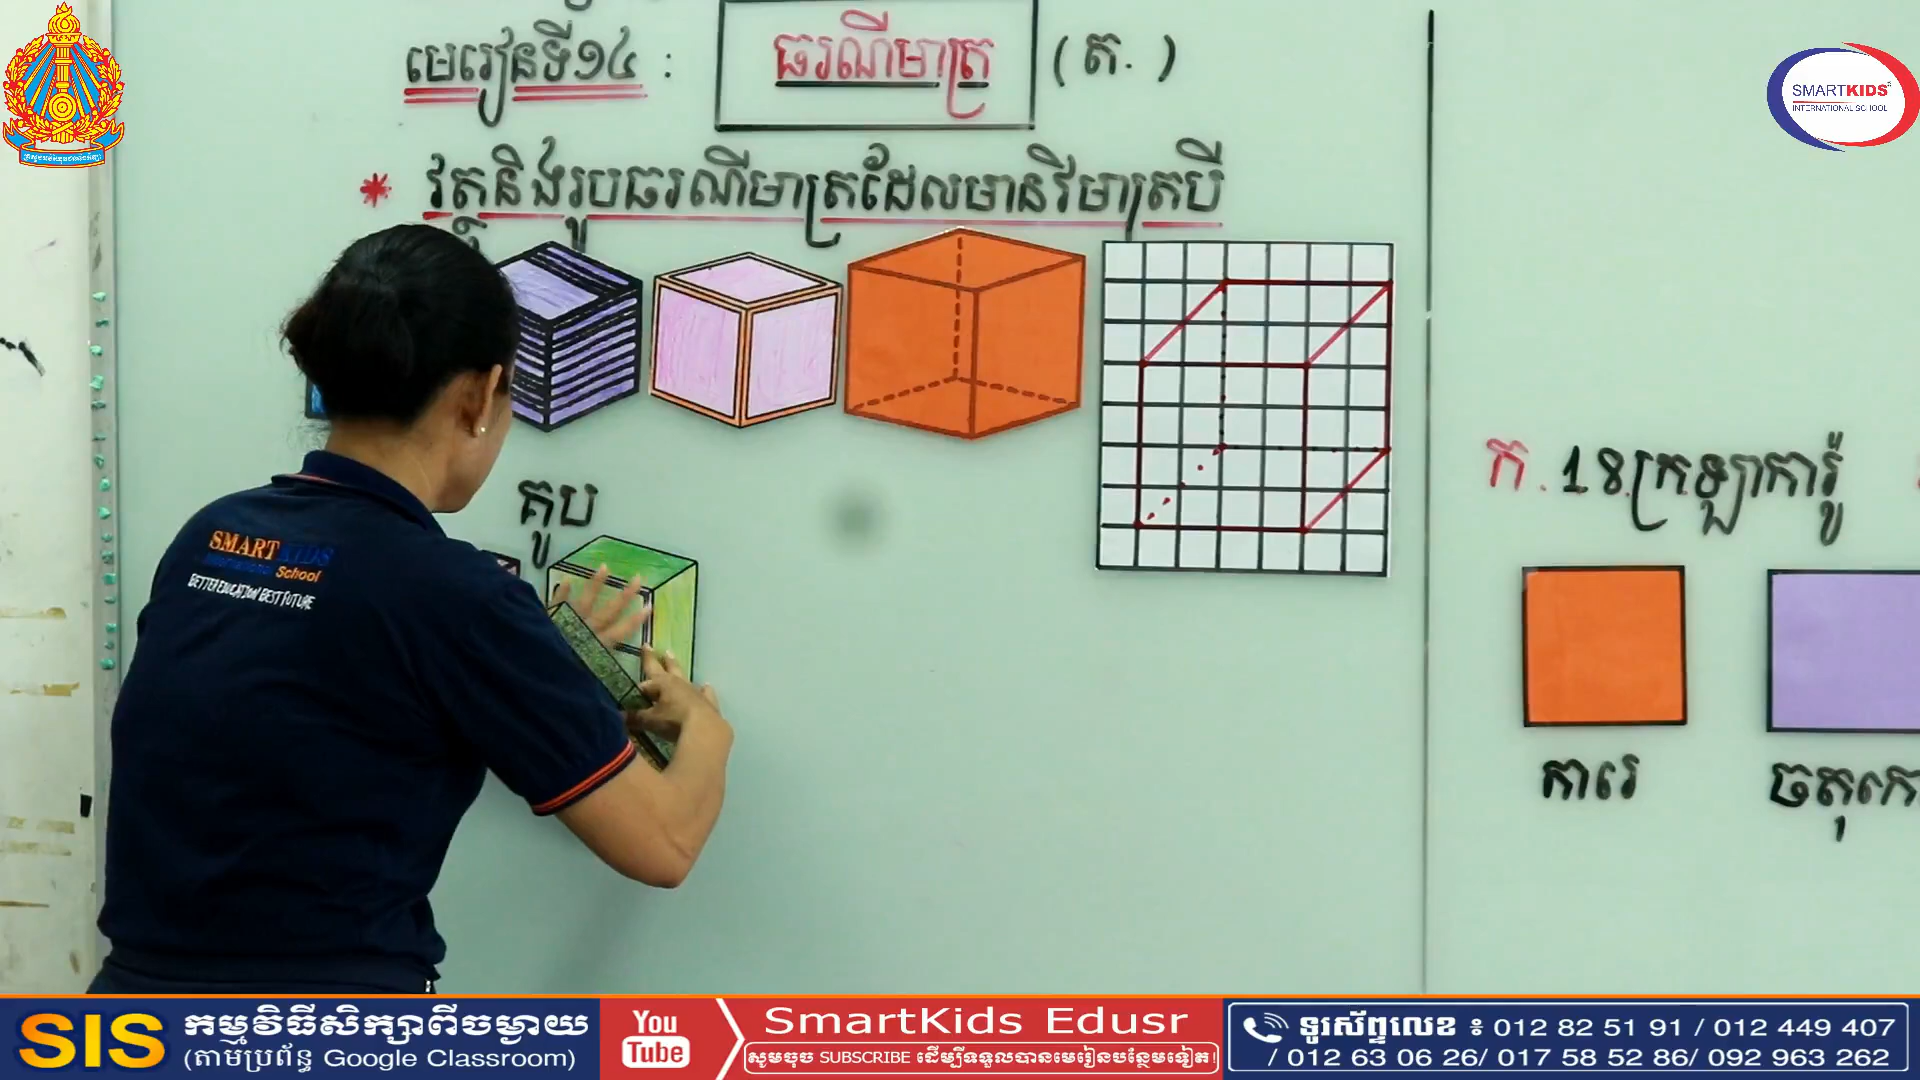 មេរៀនទី១៤ : ធរណីមាត្រ (ត.)
* វត្ថុនិងរូបធរណីមាត្រដែលមានវិមាត្របី
គូប
ក. 18ក្រឡាការ៉ូ
ការេ
ចតុកោ
SMARTKIDS
International School
BETTER EDUCATION BEST FUTURE
SMARTKIDS
INTERNATIONAL SCHOOL
SIS កម្មវិធីសិក្សាពីចម្ងាយ
(តាមប្រព័ន្ធ Google Classroom)
You Tube
SmartKids Edusr
សូមចុច SUBSCRIBE ដើម្បីទទួលបានមេរៀនបន្ថែមទៀត!
ទូរស័ព្ទលេខ ៖ 012 82 51 91 / 012 449 407
/ 012 63 06 26/ 017 58 52 86/ 092 963 262